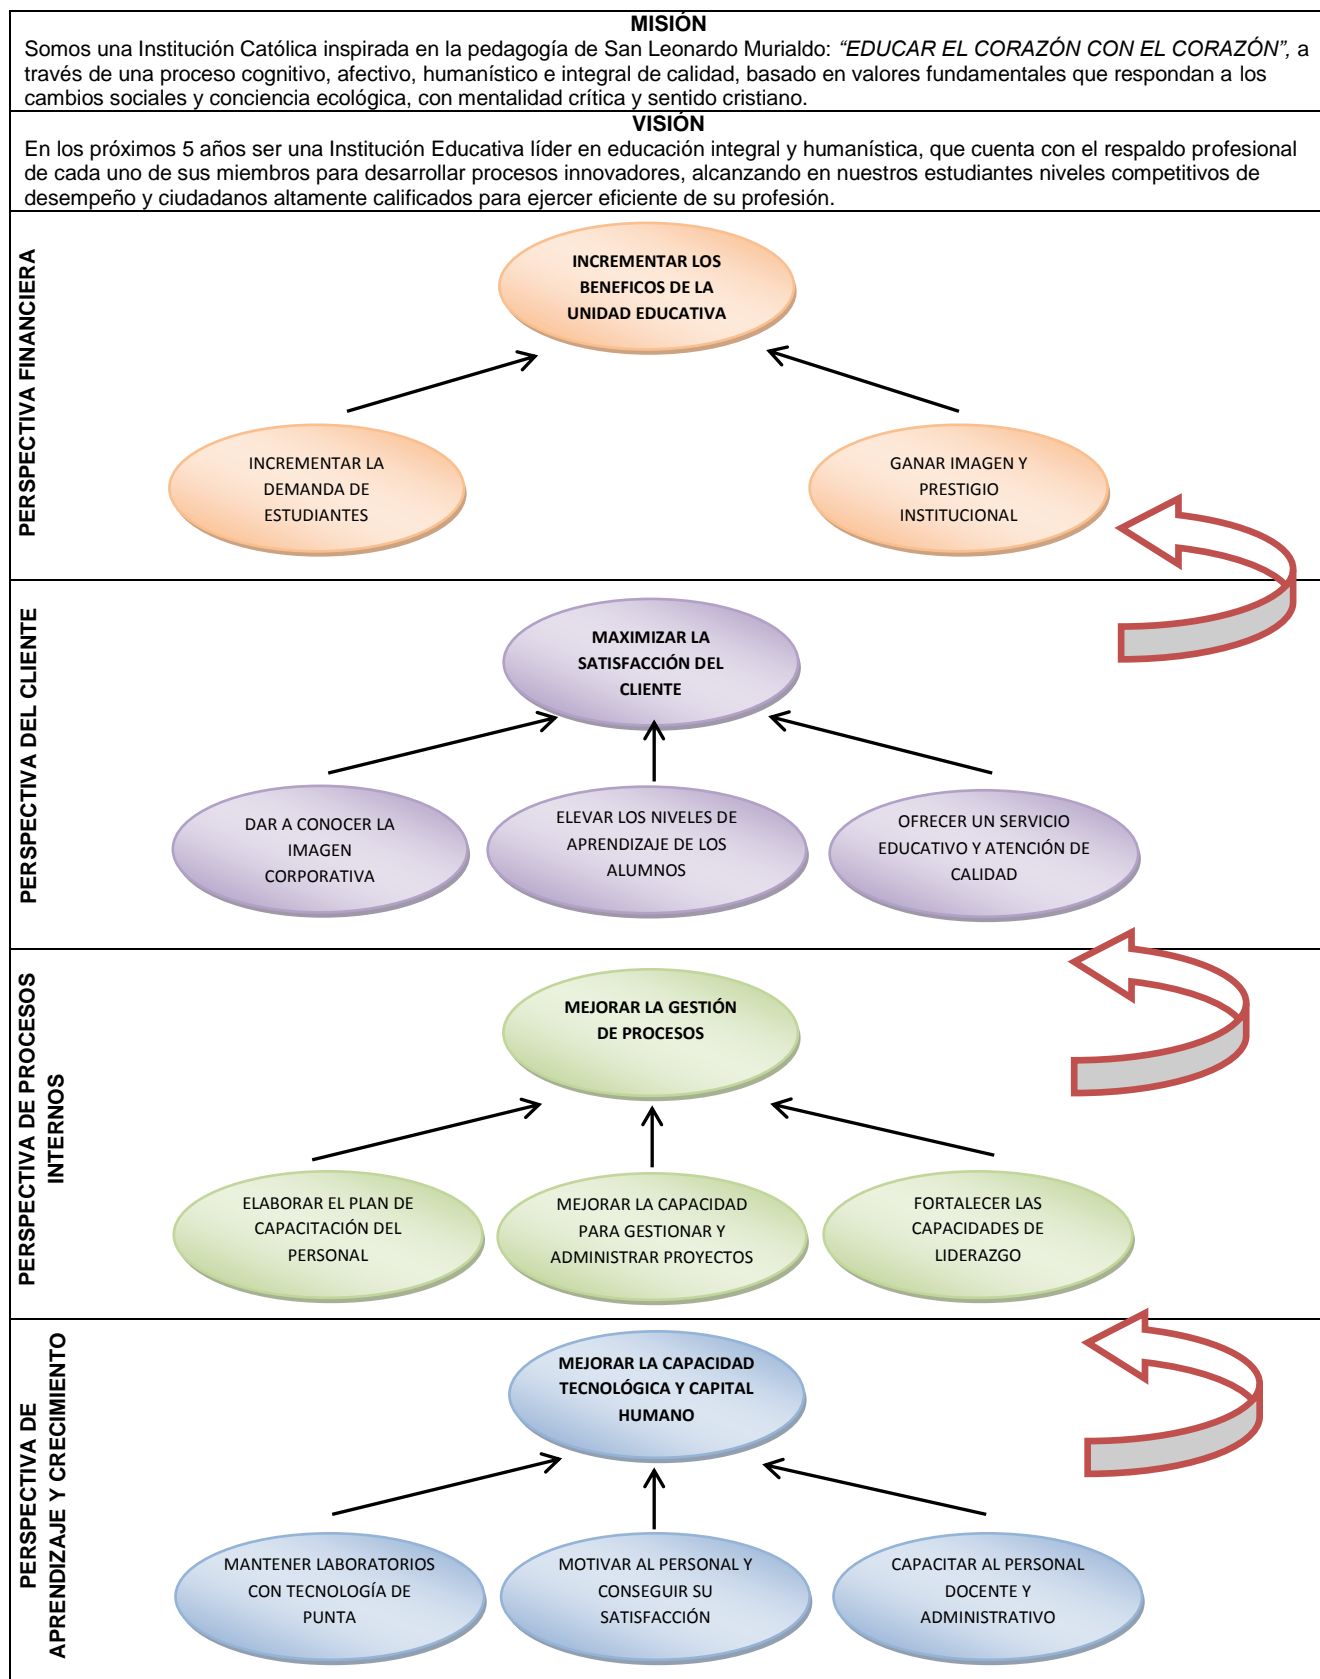 MISIÓN
Somos una Institución Católica inspirada en la pedagogía de San Leonardo Murialdo: “EDUCAR EL CORAZÓN CON EL CORAZÓN”, a
través de una proceso cognitivo, afectivo, humanístico e integral de calidad, basado en valores fundamentales que respondan a los
cambios sociales y conciencia ecológica, con mentalidad crítica y sentido cristiano.
VISIÓN
En los próximos 5 años ser una Institución Educativa líder en educación integral y humanística, que cuenta con el respaldo profesional
de cada uno de sus miembros para desarrollar procesos innovadores, alcanzando en nuestros estudiantes niveles competitivos de
desempeño y ciudadanos altamente calificados para ejercer eficiente de su profesión.
PERSPECTIVA FINANCIERA
INCREMENTAR LOS
BENEFICOS DE LA
UNIDAD EDUCATIVA
INCREMENTAR LA
DEMANDA DE
ESTUDIANTES
GANAR IMAGEN Y
PRESTIGIO
INSTITUCIONAL
PERSPECTIVA DEL CLIENTE
MAXIMIZAR LA
SATISFACCIÓN DEL
CLIENTE
DAR A CONOCER LA
IMAGEN
CORPORATIVA
ELEVAR LOS NIVELES DE
APRENDIZAJE DE LOS
ALUMNOS
OFRECER UN SERVICIO
EDUCATIVO Y ATENCIÓN DE
CALIDAD
PERSPECTIVA DE PROCESOS
INTERNOS
MEJORAR LA GESTIÓN
DE PROCESOS
ELABORAR EL PLAN DE
CAPACITACIÓN DEL
PERSONAL
MEJORAR LA CAPACIDAD
PARA GESTIONAR Y
ADMINISTRAR PROYECTOS
FORTALECER LAS
CAPACIDADES DE
LIDERAZGO
PERSPECTIVA DE
APRENDIZAJE Y CRECIMIENTO
MEJORAR LA CAPACIDAD
TECNOLÓGICA Y CAPITAL
HUMANO
MANTENER LABORATORIOS
CON TECNOLOGÍA DE
PUNTA
MOTIVAR AL PERSONAL Y
CONSEGUIR SU
SATISFACCIÓN
CAPACITAR AL PERSONAL
DOCENTE Y
ADMINISTRATIVO